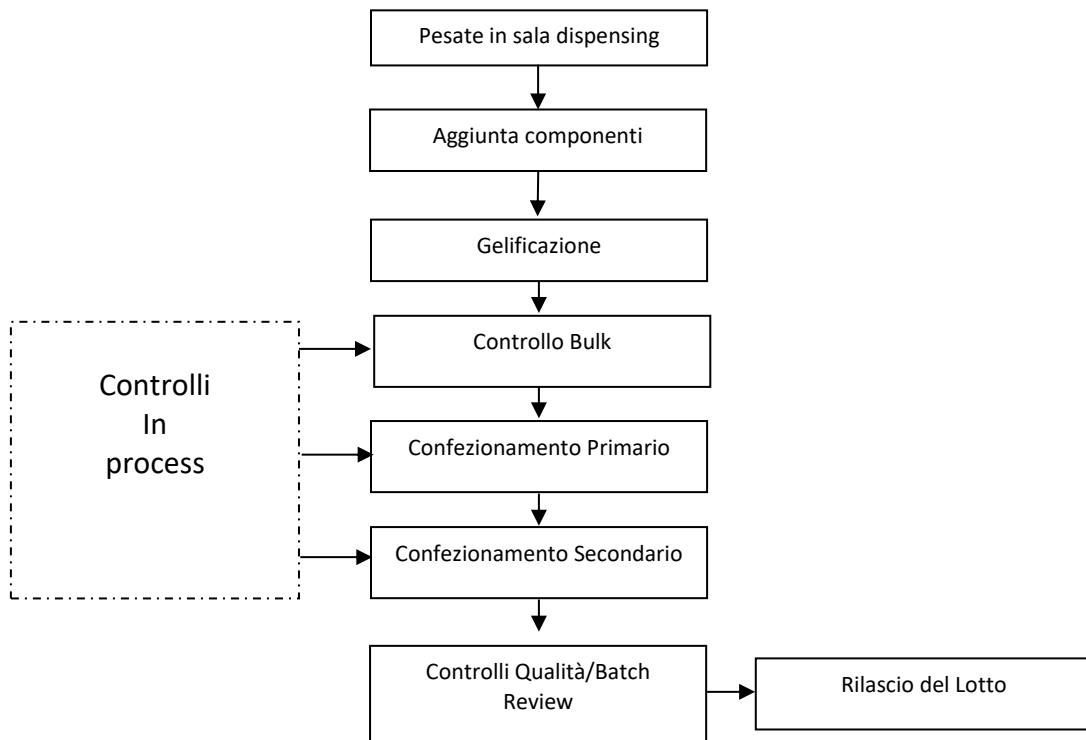 Pesate in sala dispensing
Aggiunta componenti
Gelificazione
Controlli
In
process
Controllo Bulk
Confezionamento Primario
Confezionamento Secondario
Controlli Qualità/Batch
Review
Rilascio del Lotto